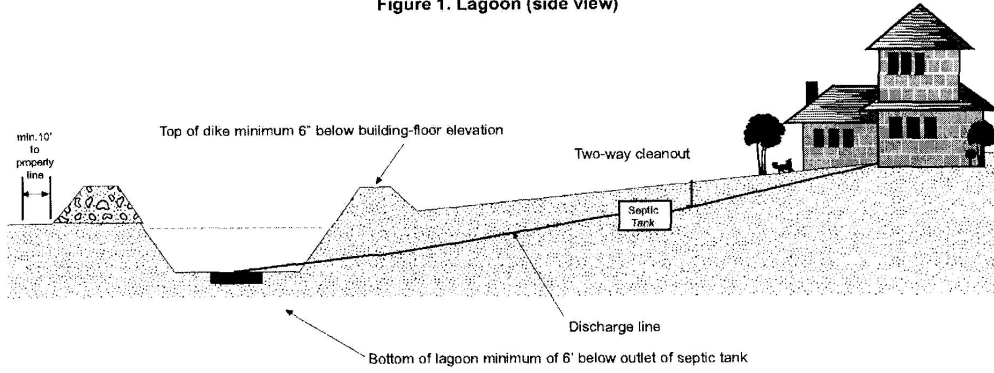 Figure 1. Lagoon (side view)
min.10'
to
property
line
Top of dike minimum 6" below building-floor elevation
Two-way cleanout
Septic
Tank
Discharge line
Bottom of lagoon minimum of 6' below outlet of septic tank